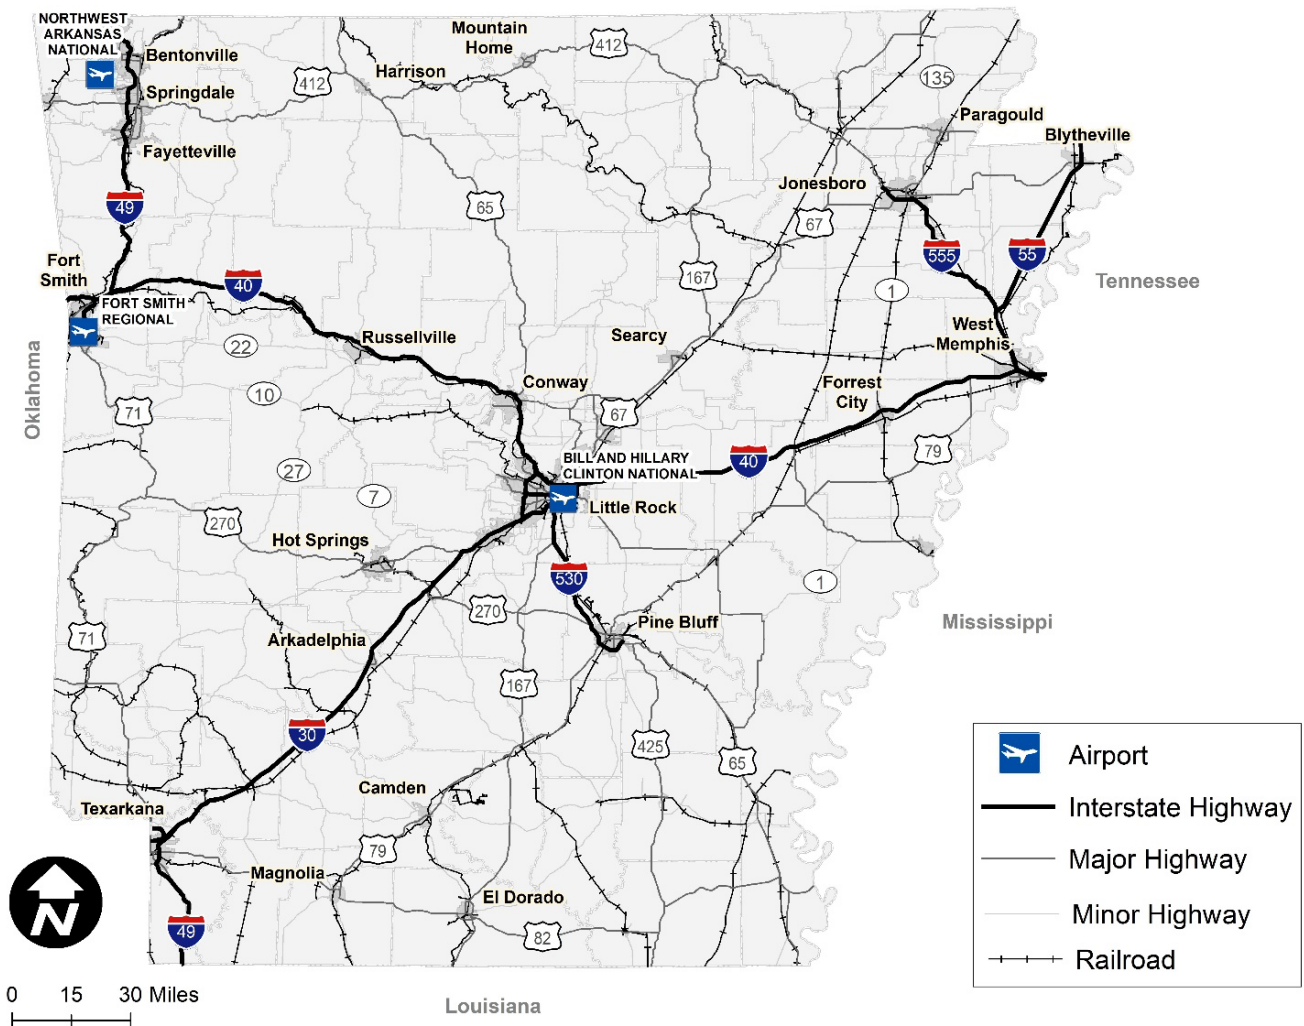 NORTHWEST
ARKANSAS
NATIONAL
Bentonville
Springdale
Fayetteville
Mountain
Home
Harrison
412
412
135
Paragould
Blytheville
Jonesboro
49
65
67
555
55
Tennessee
Fort
Smith
40
167
1
FORT SMITH
REGIONAL
22
Russellville
Searcy
West
Memphis
Oklahoma
10
71
Conway
67
Forrest
City
79
27
7
BILL AND HILLARY
CLINTON NATIONAL
40
Little Rock
270
Hot Springs
530
1
270
Pine Bluff
Mississippi
71
Arkadelphia
167
30
425
65
Texarkana
Camden
79
Magnolia
El Dorado
82
49
N
0 15 30 Miles
Louisiana
Airport
Interstate Highway
Major Highway
Minor Highway
Railroad